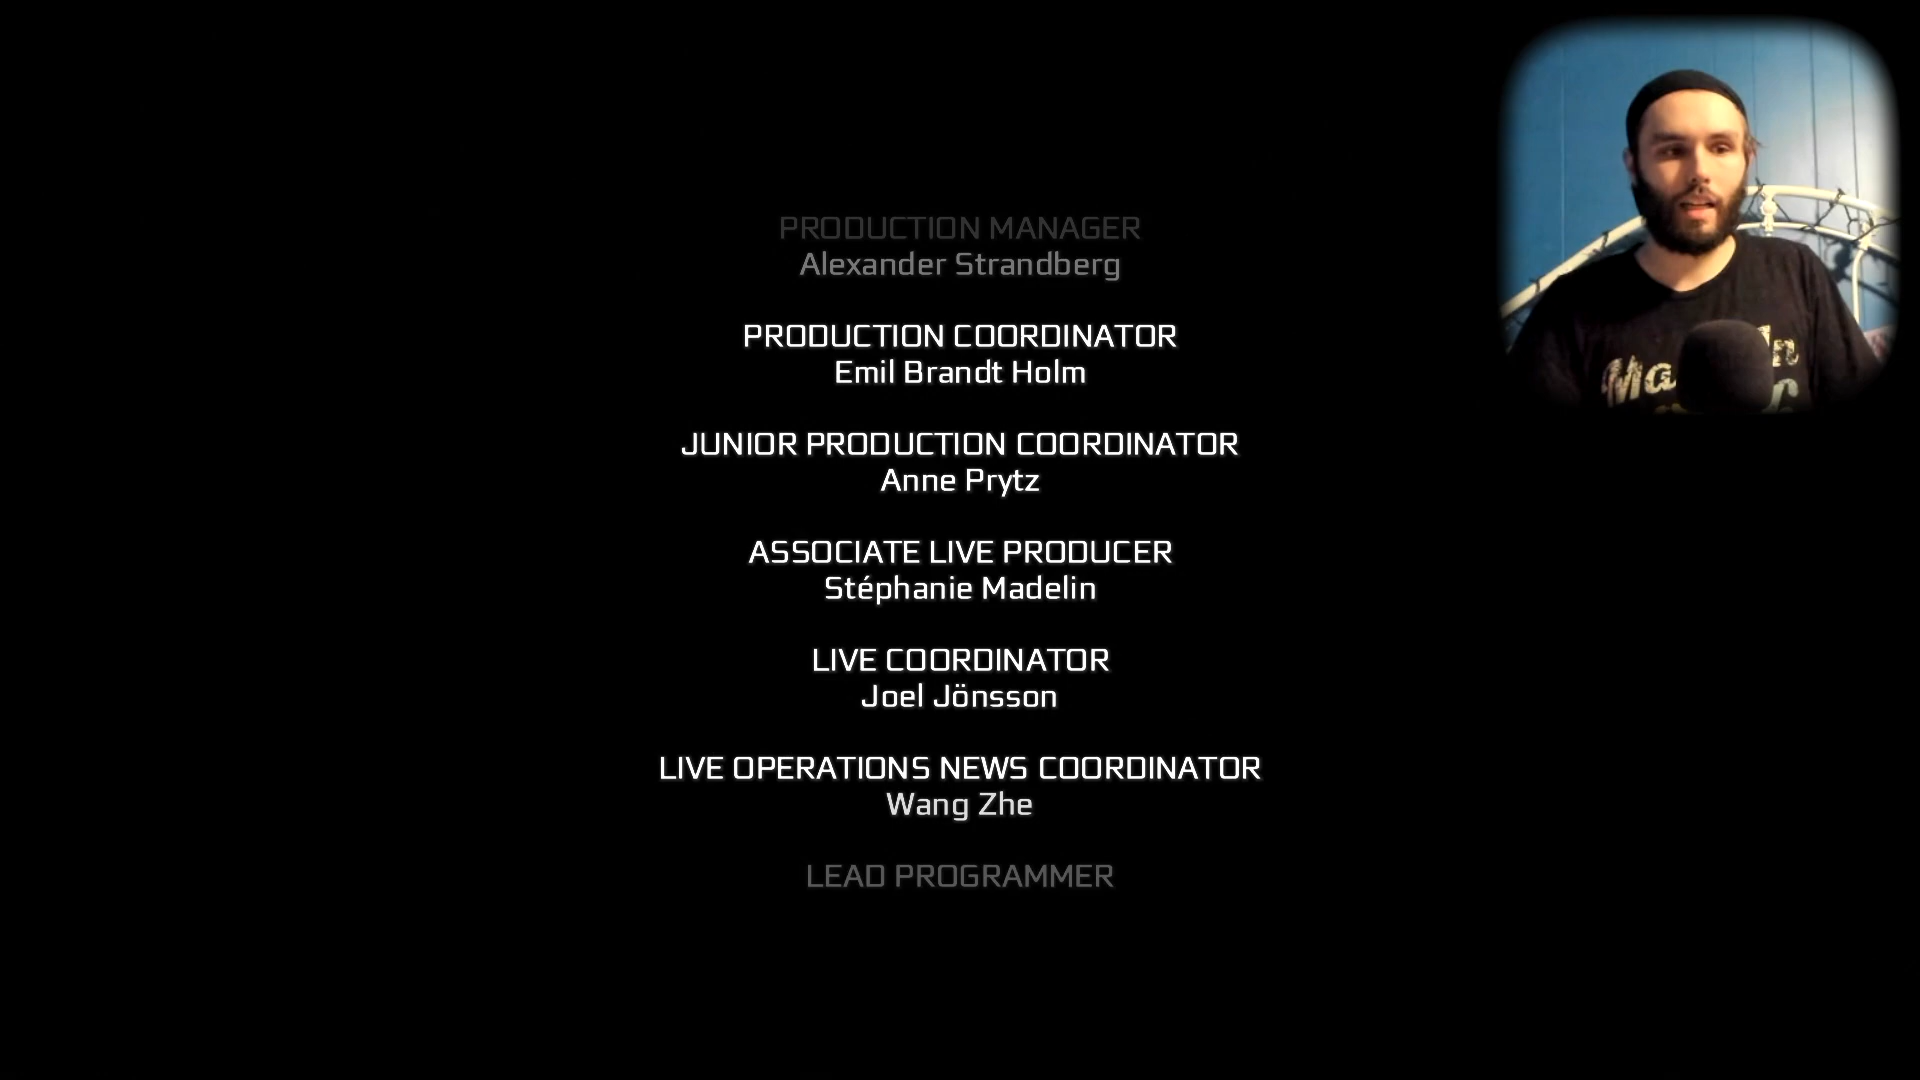 PRODUCTION MANAGER
Alexander Strandberg
PRODUCTION COORDINATOR
Emil Brandt Holm
JUNIOR PRODUCTION COORDINATOR
Anne Prytz
ASSOCIATE LIVE PRODUCER
Stéphanie Madelin
LIVE COORDINATOR
Joel Jönsson
LIVE OPERATIONS NEWS COORDINATOR
Wang Zhe
LEAD PROGRAMMER